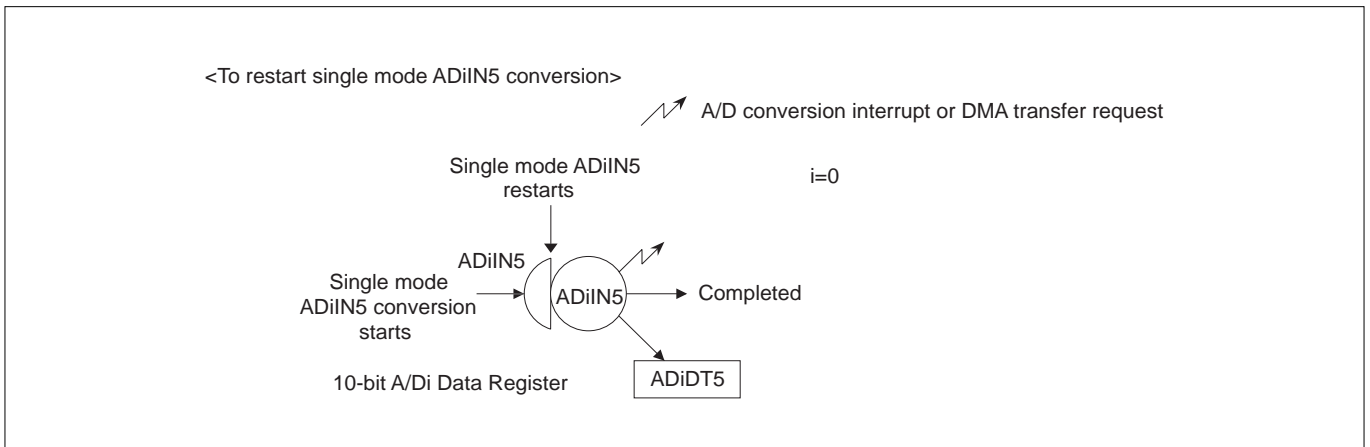 <To restart single mode ADiIN5 conversion>
A/D conversion interrupt or DMA transfer request
Single mode ADiIN5
restarts
i=0
ADiIN5
Single mode
ADiIN5 conversion
starts
ADiIN5
Completed
10-bit A/Di Data Register
ADiDT5